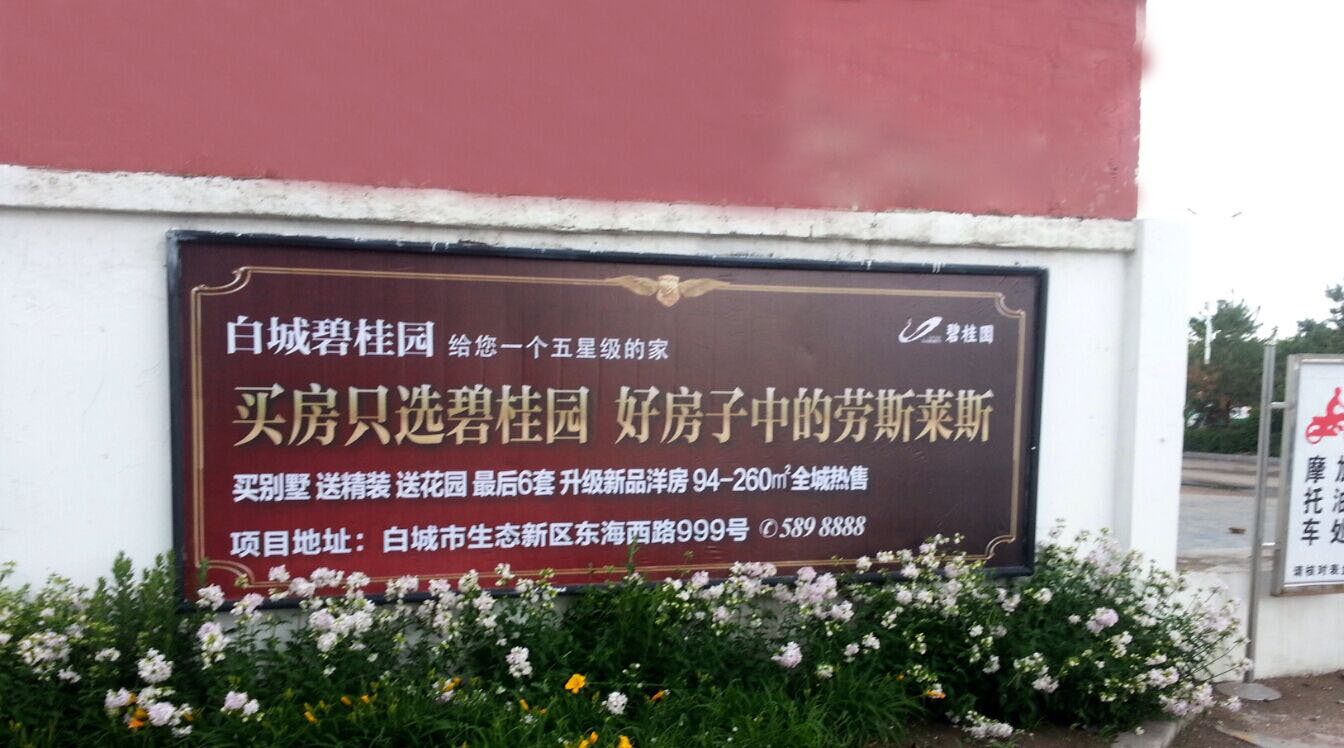 白城碧桂园 给您一个五星级的家
碧桂园
买房只选碧桂园 好房子中的劳斯莱斯
买别墅 送精装 送花园 最后6套 升级新品洋房 94-260㎡全城热售
项目地址：白城市生态新区东海西路999号 ✆589 8888
摩托车
请核对表